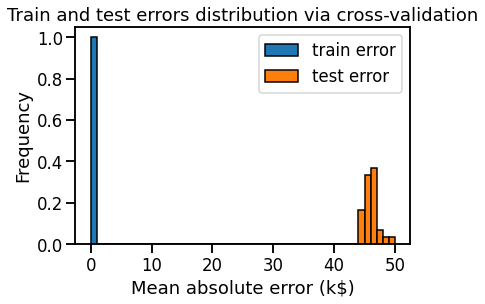 Train and test errors distribution via cross-validation
1.0
0.8
0.6
0.4
0.2
0.0
Frequency
train error
test error
0 10 20 30 40 50
Mean absolute error (k$)